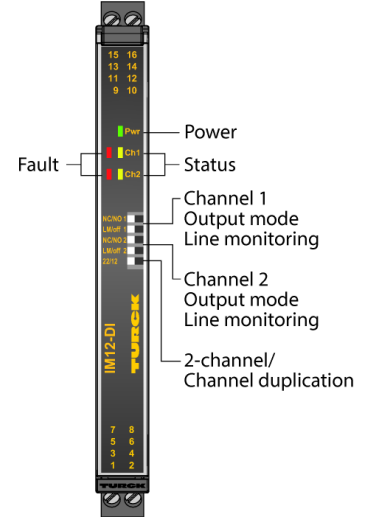 15 16
13 14
11 12
9 10
Pwr
Power
Fault
Ch1
Status
Ch2
Channel 1
Output mode
Line monitoring
NC/NO 1
LM/off 1
NC/NO 2
LM/off 2
22/12
Channel 2
Output mode
Line monitoring
2-channel/
Channel duplication
IM12-DI
TURCK
7 8
5 6
3 4
1 2
TURCK